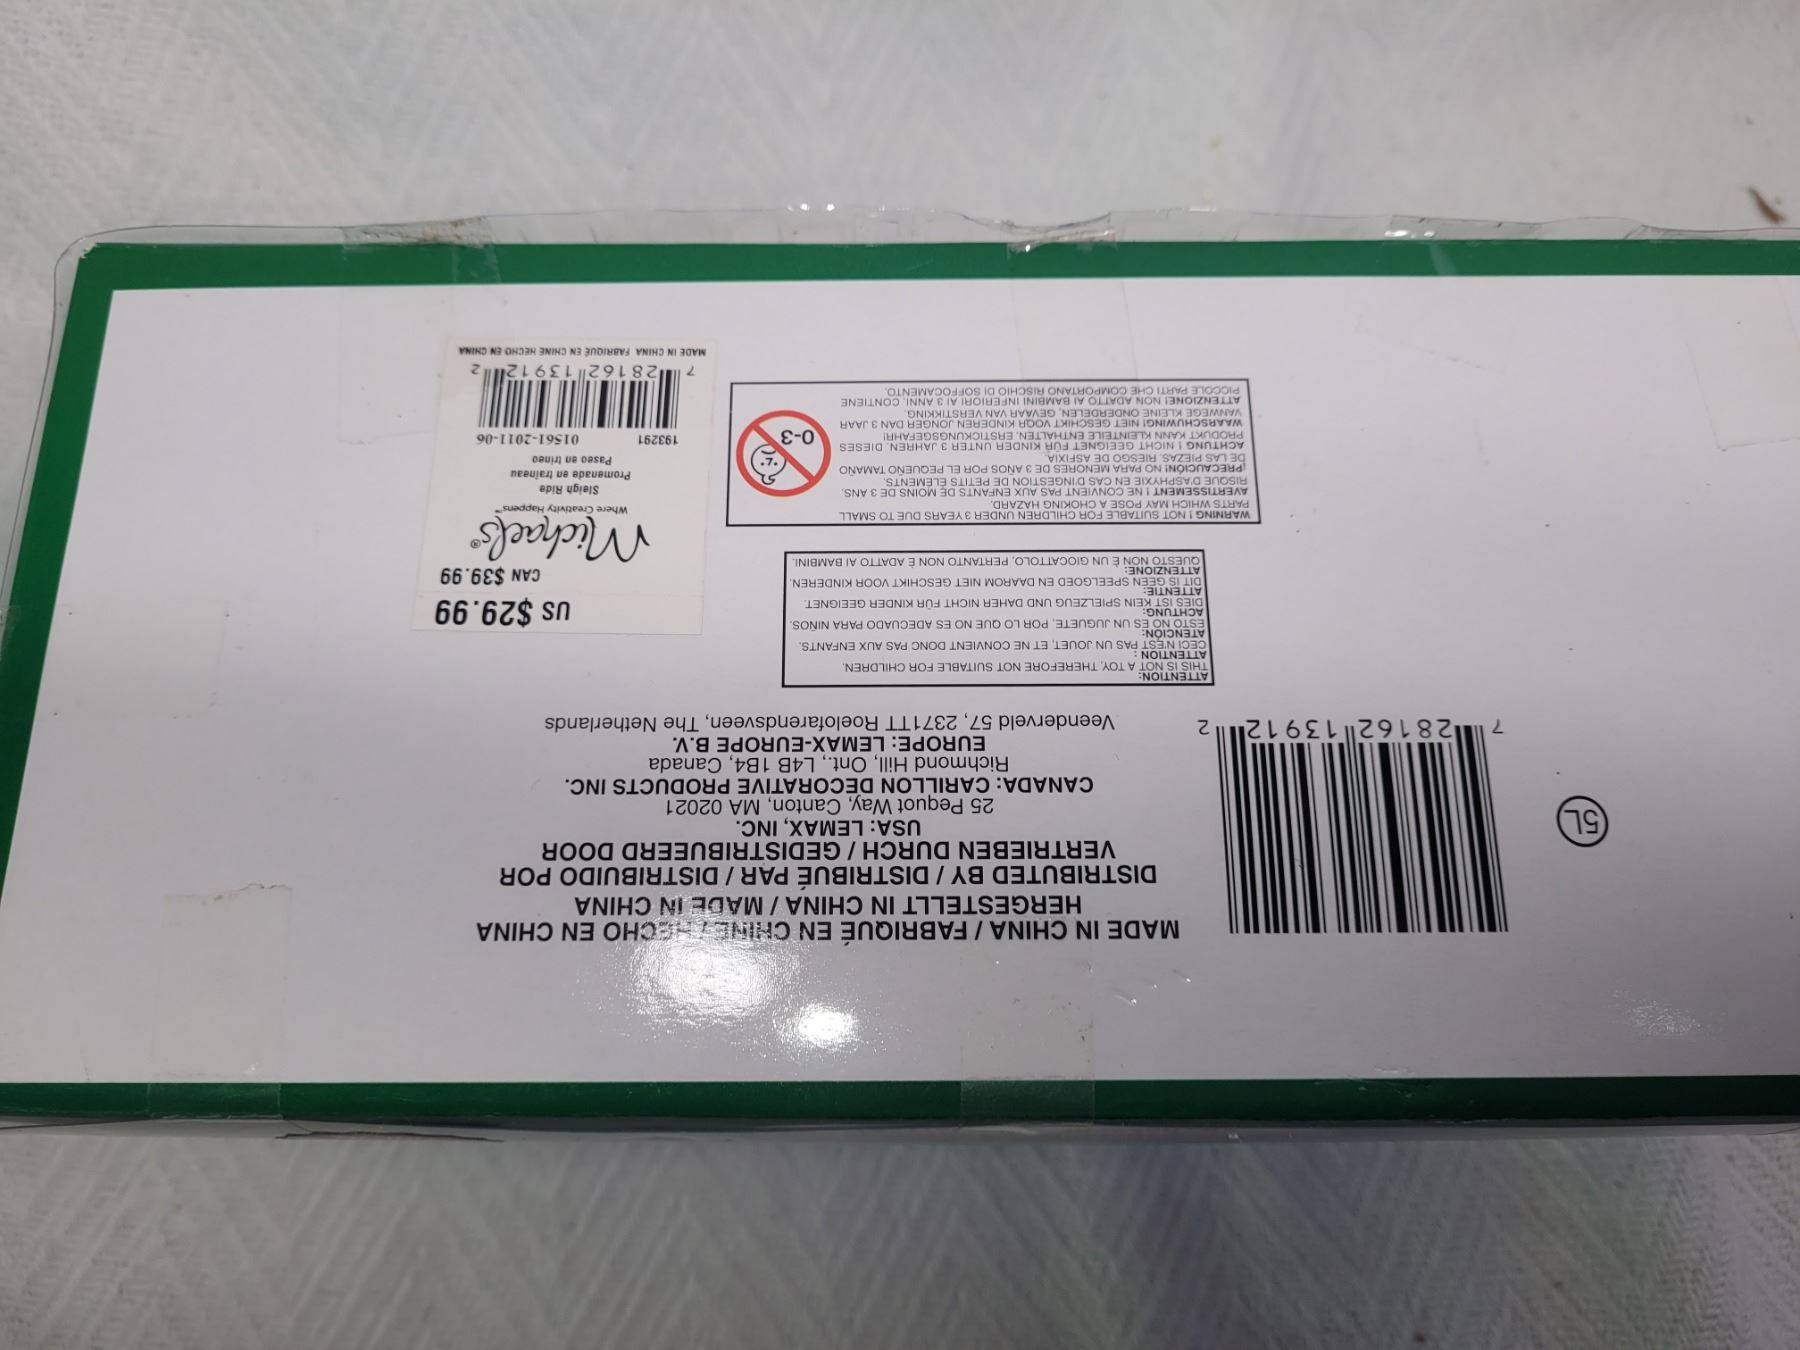 5L
7 28162 13912 2
MADE IN CHINA / FABRIQUÉ EN CHINE / HECHO EN CHINA
HERGESTELLT IN CHINA / MADE IN CHINA
DISTRIBUTED BY / DISTRIBUÉ PAR / DISTRIBUIDO POR
VERTRIEBEN DURCH / GEDISTRIBUEERD DOOR
USA: LEMAX, INC.
25 Pequot Way, Canton, MA 02021
CANADA: CARILLON DECORATIVE PRODUCTS INC.
Richmond Hill, Ont., L4B 1B4, Canada
EUROPE: LEMAX-EUROPE B.V.
Veenderveld 57, 2371TT Roelofarendsveen, The Netherlands
ATTENTION:
THIS IS NOT A TOY, THEREFORE NOT SUITABLE FOR CHILDREN.
ATTENTION :
CECI N'EST PAS UN JOUET, ET NE CONVIENT DONC PAS AUX ENFANTS.
ATENCIÓN:
ESTO NO ES UN JUGUETE, POR LO QUE NO ES ADECUADO PARA NIÑOS.
ACHTUNG:
DIES IST KEIN SPIELZEUG UND DAHER NICHT FÜR KINDER GEEIGNET.
ATTENTIE:
DIT IS GEEN SPEELGOED EN DAAROM NIET GESCHIKT VOOR KINDEREN.
ATTENZIONE:
QUESTO NON È UN GIOCATTOLO, PERTANTO NON È ADATTO AI BAMBINI.
WARNING ! NOT SUITABLE FOR CHILDREN UNDER 3 YEARS DUE TO SMALL
PARTS WHICH MAY POSE A CHOKING HAZARD.
AVERTISSEMENT ! NE CONVIENT PAS AUX ENFANTS DE MOINS DE 3 ANS.
RISQUE D'ASPHYXIE EN CAS D'INGESTION DE PETITS ÉLÉMENTS.
¡PRECAUCIÓN! NO PARA MENORES DE 3 AÑOS POR EL PEQUEÑO TAMAÑO
DE LAS PIEZAS. RIESGO DE ASFIXIA.
ACHTUNG ! NICHT GEEIGNET FÜR KINDER UNTER 3 JAHREN. DIESES
PRODUKT KANN KLEINTEILE ENTHALTEN. ERSTICKUNGSGEFAHR!
WAARSCHUWING! NIET GESCHIKT VOOR KINDEREN JONGER DAN 3 JAAR
VANWEGE KLEINE ONDERDELEN, GEVAAR VAN VERSTIKKING.
ATTENZIONE! NON ADATTO AI BAMBINI INFERIORI AI 3 ANNI. CONTIENE
PICCOLE PARTI CHE COMPORTANO RISCHIO DI SOFFOCAMENTO.
0-3
US $29.99
CAN $39.99
Michaels®
Where Creativity Happens™
Sleigh Ride
Promenade en traîneau
Paseo en trineo
193291 01561-2011-06
7 28162 13912 2
MADE IN CHINA FABRIQUÉ EN CHINE HECHO EN CHINA